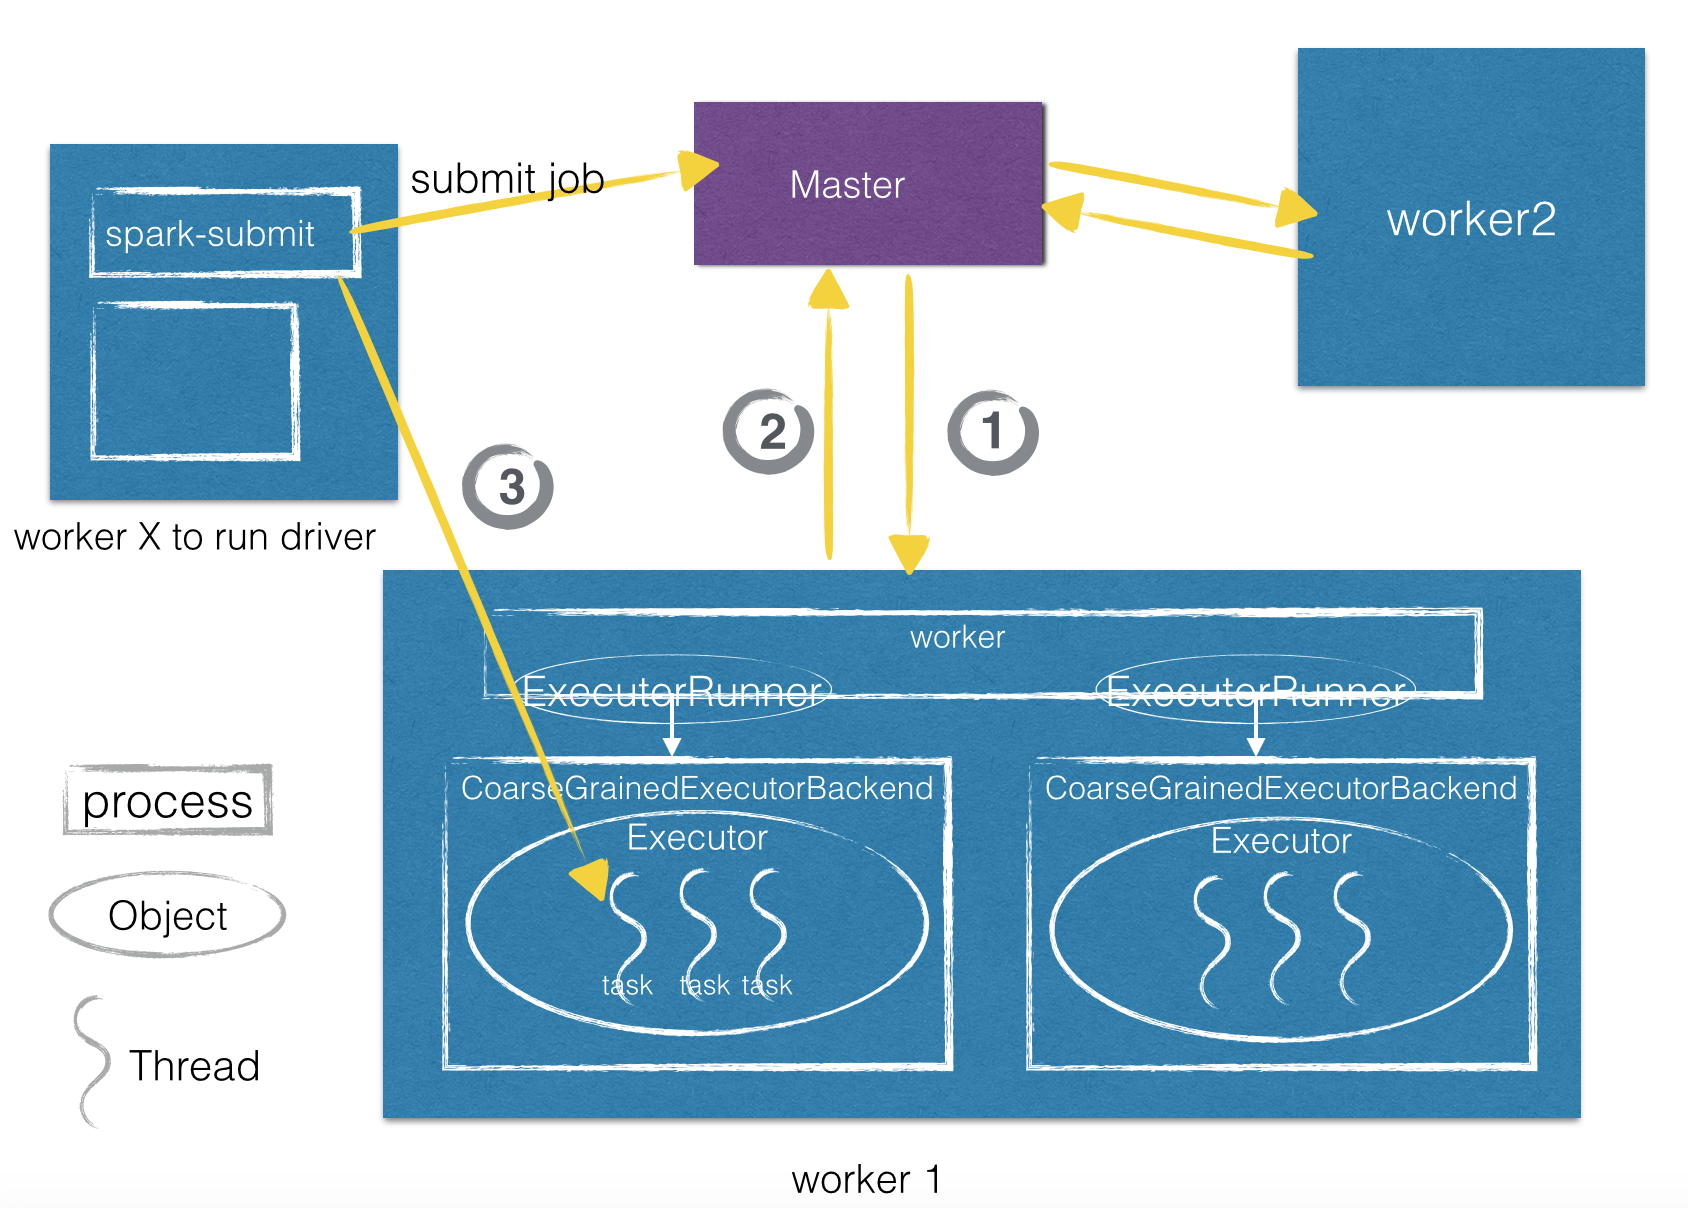 submit job
Master
worker2
spark-submit
2
1
3
worker X to run driver
worker
ExecutorRunner
ExecutorRunner
CoarseGrainedExecutorBackend
CoarseGrainedExecutorBackend
Executor
Executor
task task task
process
Object
Thread
worker 1